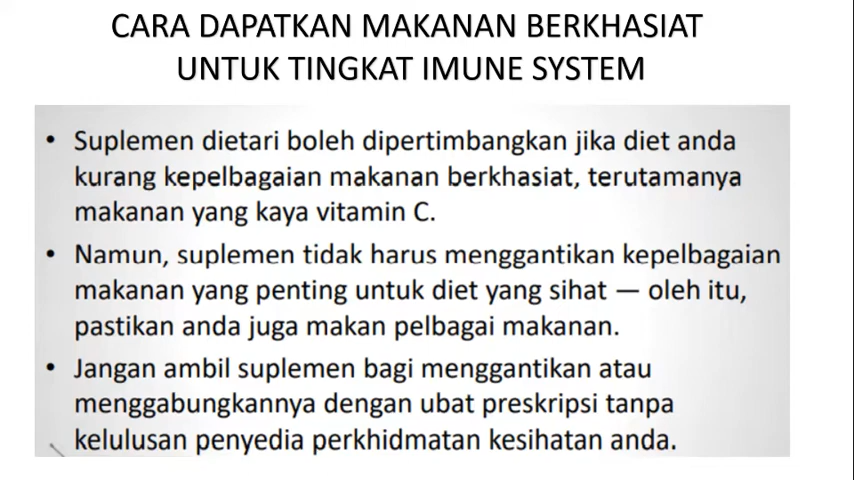 CARA DAPATKAN MAKANAN BERKHASIAT
UNTUK TINGKAT IMUNE SYSTEM
• Suplemen dietari boleh dipertimbangkan jika diet anda
kurang kepelbagaian makanan berkhasiat, terutamanya
makanan yang kaya vitamin C.
• Namun, suplemen tidak harus menggantikan kepelbagaian
makanan yang penting untuk diet yang sihat — oleh itu,
pastikan anda juga makan pelbagai makanan.
• Jangan ambil suplemen bagi menggantikan atau
menggabungkannya dengan ubat preskripsi tanpa
kelulusan penyedia perkhidmatan kesihatan anda.